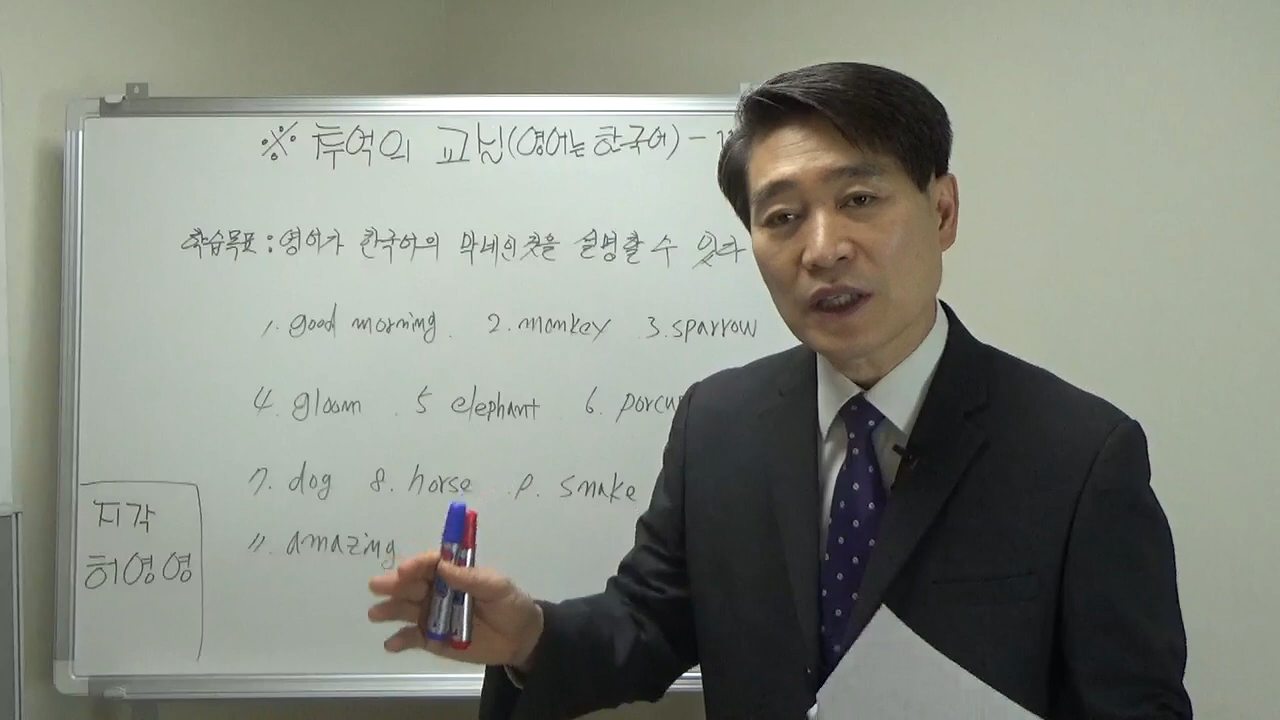 ※ 추억의 교실(영어는 한국어) -
학습목표 : 영어가 한국어의 막내인 것을 설명할 수 있다
1. good morning. 2. monkey 3. sparrow
4. gloom 5 elephant 6. porcu
7. dog 8. horse 9. snake
11. amazing
지각
허영영